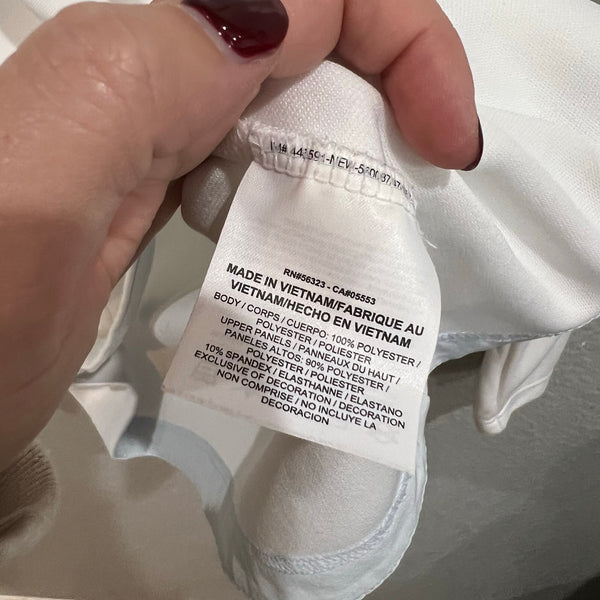 RN#56323 - CA#05553
MADE IN VIETNAM/FABRIQUE AU
VIETNAM/HECHO EN VIETNAM
BODY / CORPS / CUERPO: 100% POLYESTER /
POLYESTER / POLIESTER
UPPER PANELS / PANNEAUX DU HAUT /
PANELES ALTOS: 90% POLYESTER /
POLYESTER / POLIESTER
10% SPANDEX / ELASTHANNE / ELASTANO
EXCLUSIVE OF DECORATION / DECORATION
NON COMPRISE / NO INCLUYE LA
DECORACION